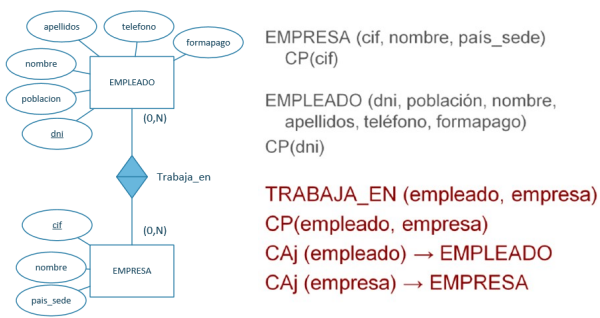 apellidos
telefono
formapago
nombre
EMPLEADO
poblacion
dni
(0,N)
Trabaja_en
(0,N)
cif
nombre
EMPRESA
pais_sede
EMPRESA (cif, nombre, país_sede)
CP(cif)
EMPLEADO (dni, población, nombre,
apellidos, teléfono, formapago)
CP(dni)
TRABAJA_EN (empleado, empresa)
CP(empleado, empresa)
CAj (empleado) → EMPLEADO
CAj (empresa) → EMPRESA